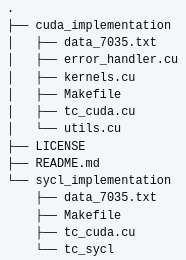 .
├── cuda_implementation
│   ├── data_7035.txt
│   ├── error_handler.cu
│   ├── kernels.cu
│   ├── Makefile
│   ├── tc_cuda.cu
│   └── utils.cu
├── LICENSE
├── README.md
└── sycl_implementation
    ├── data_7035.txt
    ├── Makefile
    ├── tc_cuda.cu
    └── tc_sycl